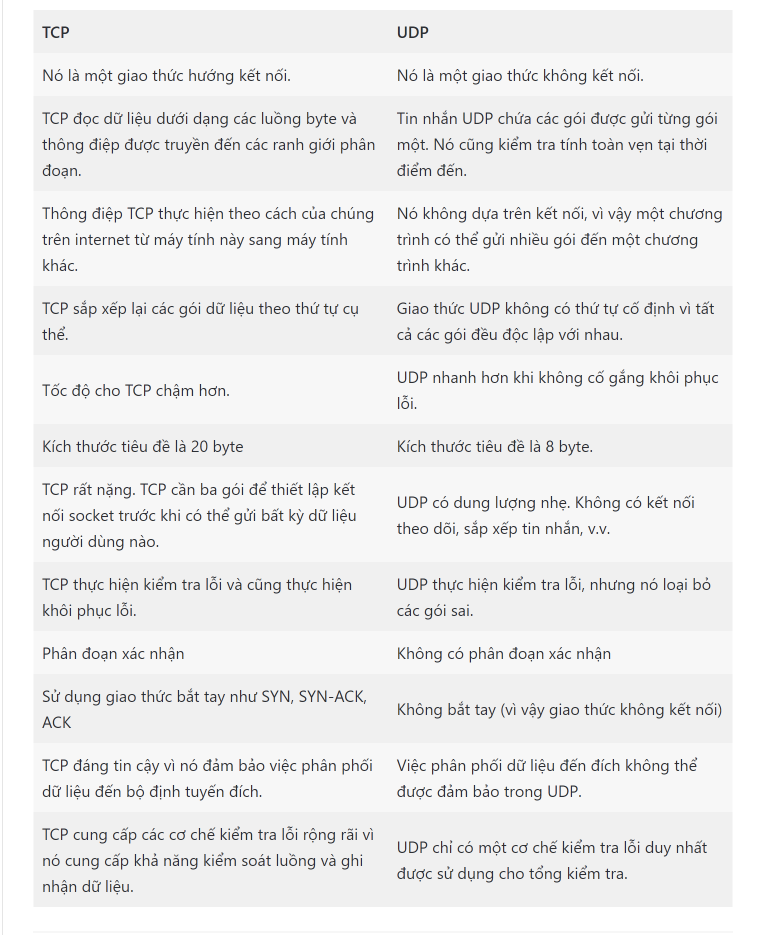 TCP
UDP
Nó là một giao thức hướng kết nối.
Nó là một giao thức không kết nối.
TCP đọc dữ liệu dưới dạng các luồng byte và
thông điệp được truyền đến các ranh giới phân
đoạn.
Tin nhắn UDP chứa các gói được gửi từng gói
một. Nó cũng kiểm tra tính toàn vẹn tại thời
điểm đến.
Thông điệp TCP thực hiện theo cách của chúng
trên internet từ máy tính này sang máy tính
khác.
Nó không dựa trên kết nối, vì vậy một chương
trình có thể gửi nhiều gói đến một chương
trình khác.
TCP sắp xếp lại các gói dữ liệu theo thứ tự cụ
thể.
Giao thức UDP không có thứ tự cố định vì tất
cả các gói đều độc lập với nhau.
Tốc độ cho TCP chậm hơn.
UDP nhanh hơn khi không cố gắng khôi phục
lỗi.
Kích thước tiêu đề là 20 byte
Kích thước tiêu đề là 8 byte.
TCP rất nặng. TCP cần ba gói để thiết lập kết
nối socket trước khi có thể gửi bất kỳ dữ liệu
người dùng nào.
UDP có dung lượng nhẹ. Không có kết nối
theo dõi, sắp xếp tin nhắn, v.v.
TCP thực hiện kiểm tra lỗi và cũng thực hiện
khôi phục lỗi.
UDP thực hiện kiểm tra lỗi, nhưng nó loại bỏ
các gói sai.
Phân đoạn xác nhận
Không có phân đoạn xác nhận
Sử dụng giao thức bắt tay như SYN, SYN-ACK,
ACK
Không bắt tay (vì vậy giao thức không kết nối)
TCP đáng tin cậy vì nó đảm bảo việc phân phối
dữ liệu đến bộ định tuyến đích.
Việc phân phối dữ liệu đến đích không thể
được đảm bảo trong UDP.
TCP cung cấp các cơ chế kiểm tra lỗi rộng rãi vì
nó cung cấp khả năng kiểm soát luồng và ghi
nhận dữ liệu.
UDP chỉ có một cơ chế kiểm tra lỗi duy nhất
được sử dụng cho tổng kiểm tra.